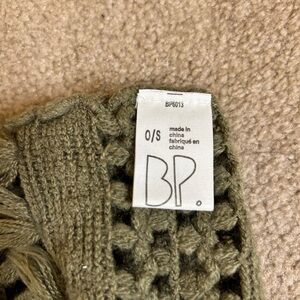 BP6013
O/S
made in
china
fabriqué en
chine
BP.